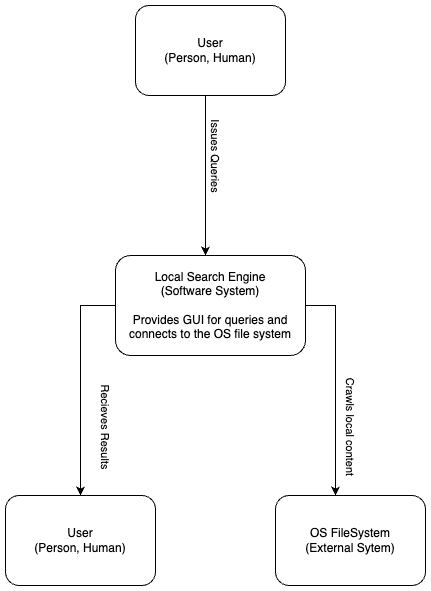 User
(Person, Human)
Issues Queries
Local Search Engine
(Software System)
Provides GUI for queries and
connects to the OS file system
Recieves Results
Crawls local content
User
(Person, Human)
OS FileSystem
(External Sytem)